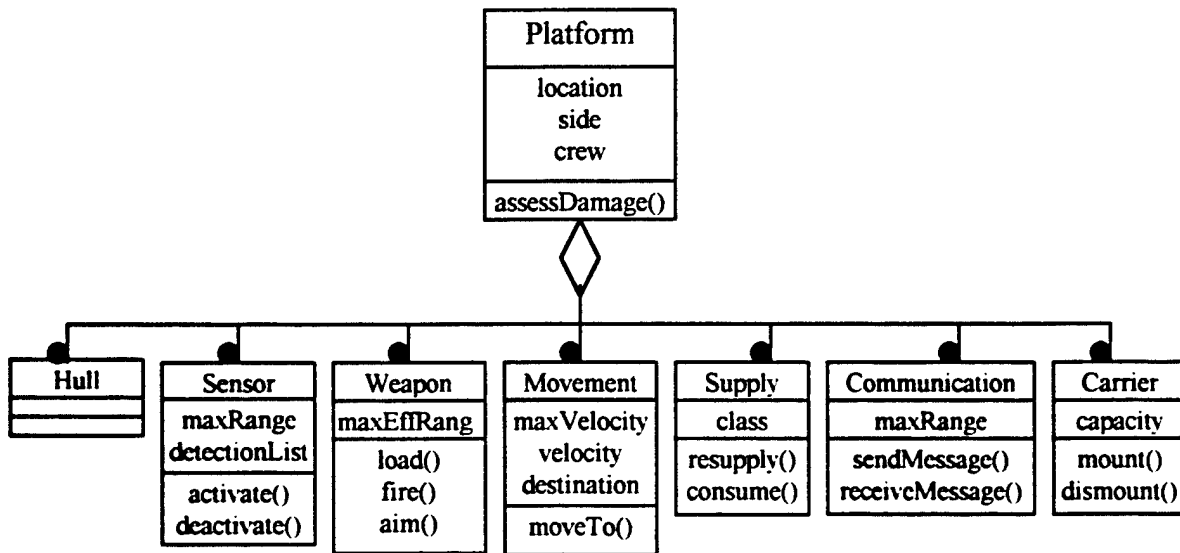 Platform
location
side
crew
assessDamage()
Hull
Sensor
maxRange
detectionList
activate()
deactivate()
Weapon
maxEffRang
load()
fire()
aim()
Movement
maxVelocity
velocity
destination
moveTo()
Supply
class
resupply()
consume()
Communication
maxRange
sendMessage()
receiveMessage()
Carrier
capacity
mount()
dismount()